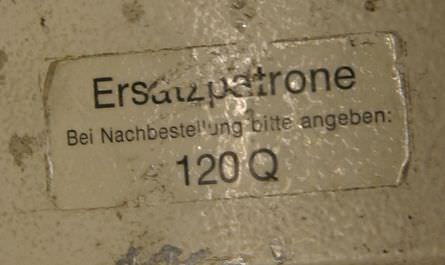 Ersatzpatrone
Bei Nachbestellung bitte angeben:
120 Q